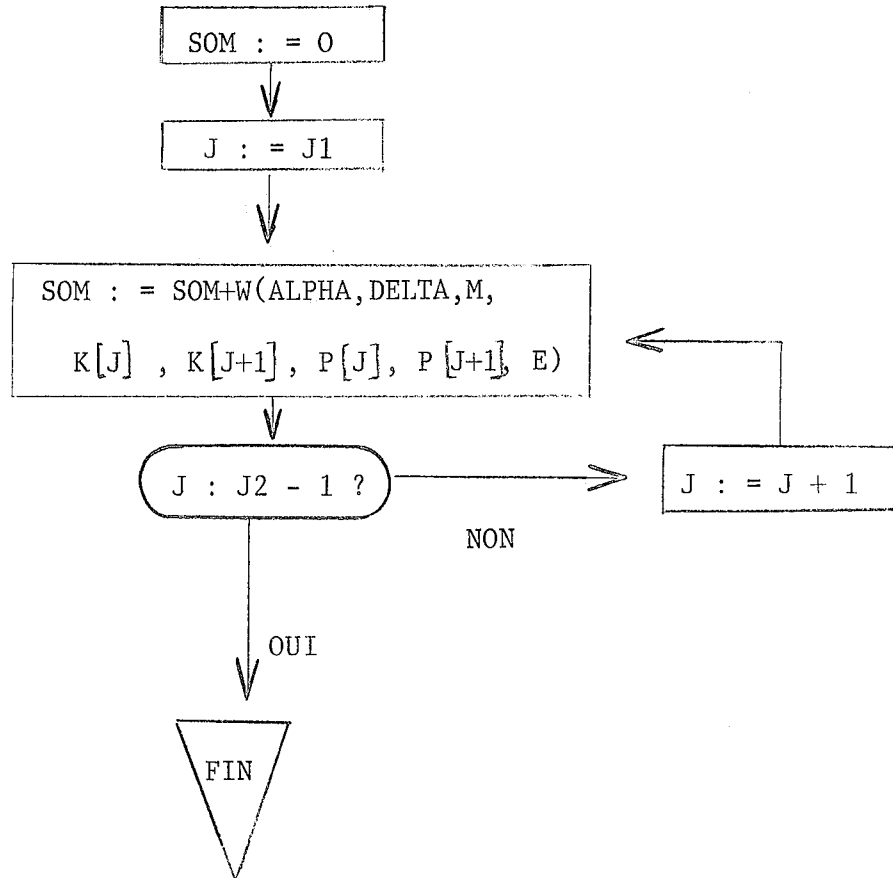 SOM : = O
J : = J1
SOM : = SOM+W(ALPHA,DELTA,M,
K[J] , K[J+1], P[J], P[J+1], E)
J : J2 - 1 ?
NON
J : = J + 1
OUI
FIN